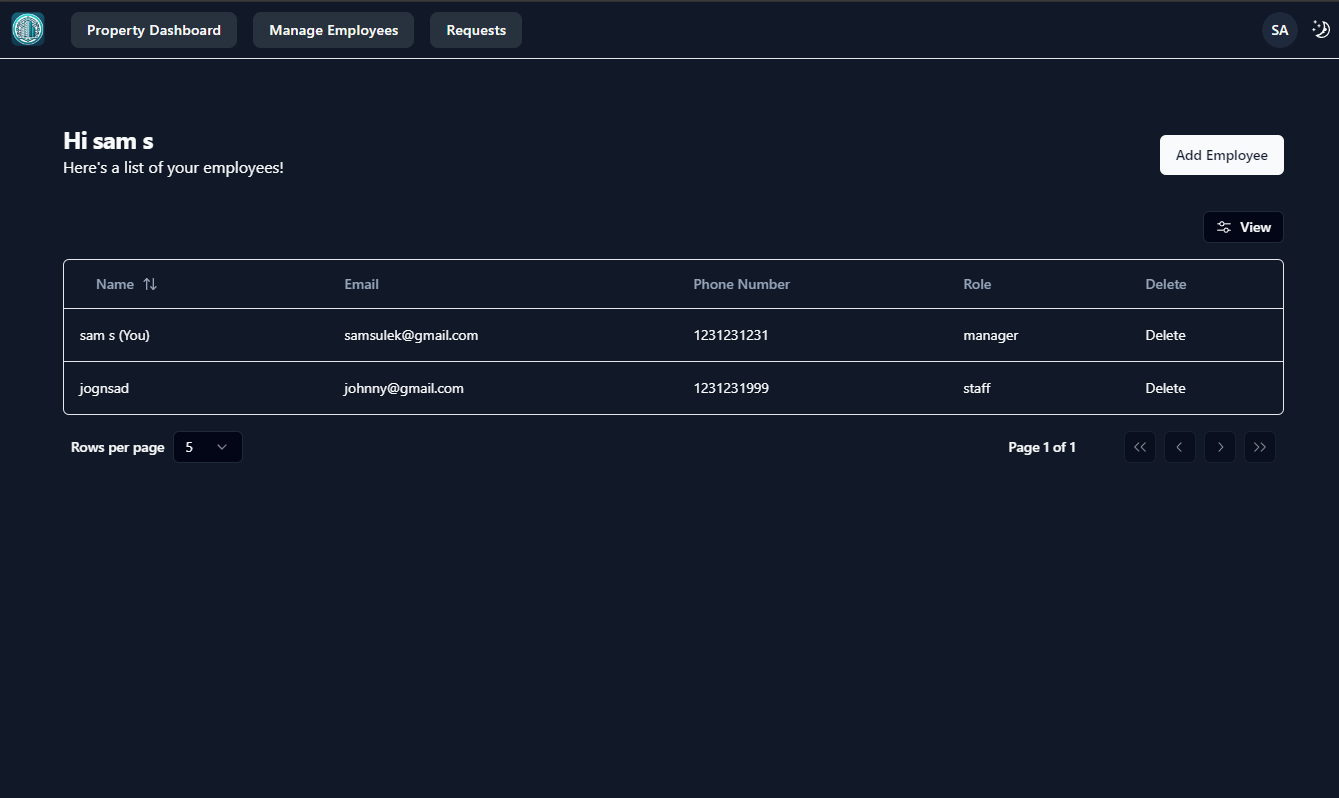 Property Dashboard Manage Employees Requests SA
Hi sam s
Here's a list of your employees!
Add Employee
View
Name Email Phone Number Role Delete
sam s (You) samsulek@gmail.com 1231231231 manager Delete
jognsad johnny@gmail.com 1231231999 staff Delete
Rows per page 5 Page 1 of 1